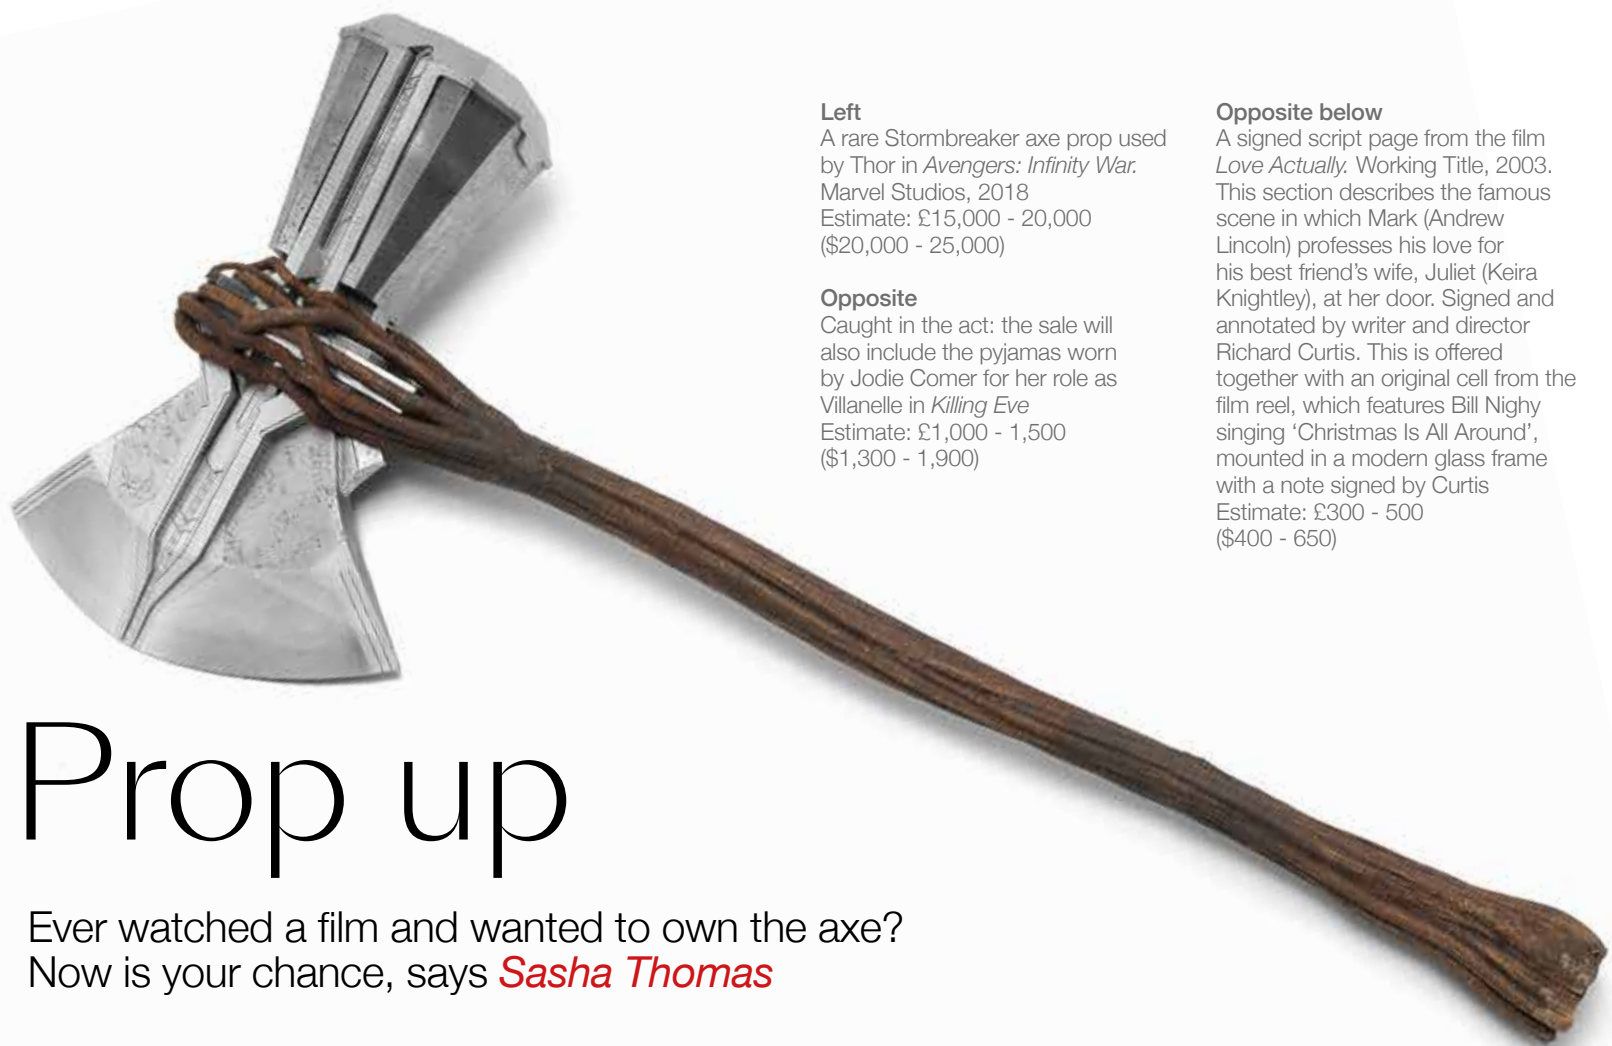 Left
A rare Stormbreaker axe prop used
by Thor in Avengers: Infinity War.
Marvel Studios, 2018
Estimate: £15,000 - 20,000
($20,000 - 25,000)
Opposite
Caught in the act: the sale will
also include the pyjamas worn
by Jodie Comer for her role as
Villanelle in Killing Eve
Estimate: £1,000 - 1,500
($1,300 - 1,900)
Opposite below
A signed script page from the film
Love Actually. Working Title, 2003.
This section describes the famous
scene in which Mark (Andrew
Lincoln) professes his love for
his best friend’s wife, Juliet (Keira
Knightley), at her door. Signed and
annotated by writer and director
Richard Curtis. This is offered
together with an original cell from the
film reel, which features Bill Nighy
singing ‘Christmas Is All Around’,
mounted in a modern glass frame
with a note signed by Curtis
Estimate: £300 - 500
($400 - 650)
Prop up
Ever watched a film and wanted to own the axe?
Now is your chance, says Sasha Thomas